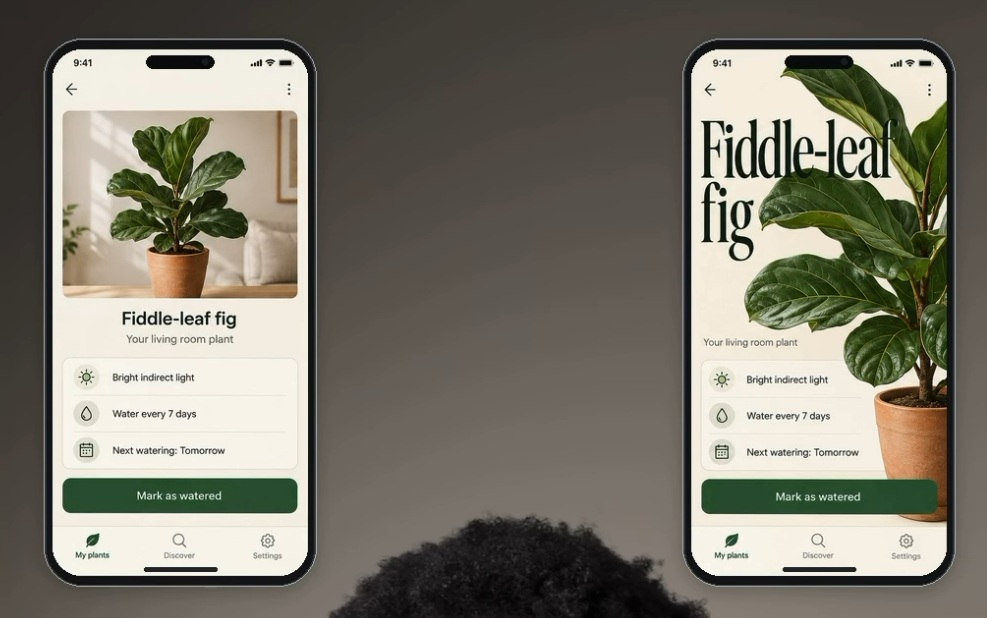 9:41
Fiddle-leaf fig
Your living room plant
Bright indirect light
Water every 7 days
Next watering: Tomorrow
Mark as watered
My plants
Discover
Settings
9:41
Fiddle-leaf
fig
Your living room plant
Bright indirect light
Water every 7 days
Next watering: Tomorrow
Mark as watered
My plants
Discover
Settings